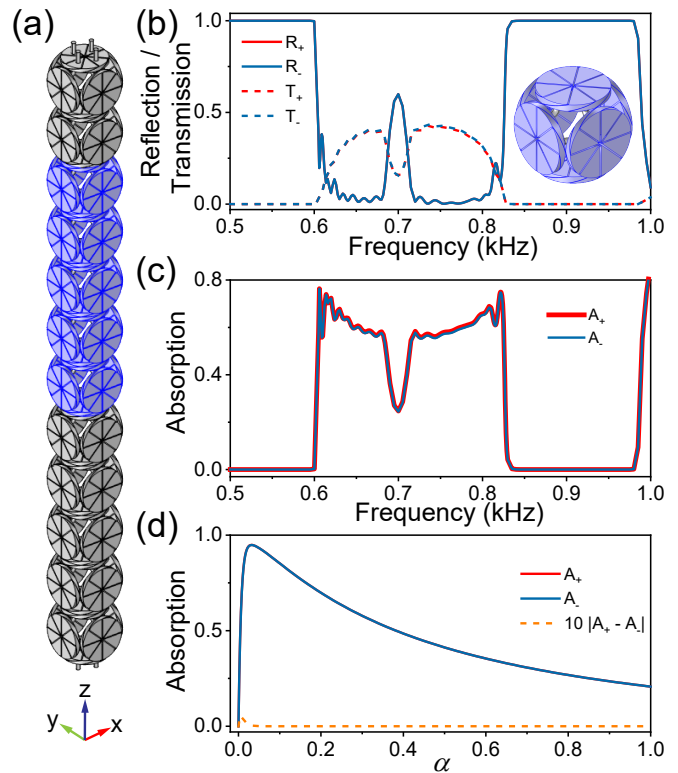 (a)
z
y
x
(b)
Reflection /
Transmission
1.0
0.5
0.0
R₊
R₋
T₊
T₋
0.5 0.6 0.7 0.8 0.9 1.0
Frequency (kHz)
(c)
Absorption
0.8
0.4
0.0
A₊
A₋
0.5 0.6 0.7 0.8 0.9 1.0
Frequency (kHz)
(d)
Absorption
1.0
0.5
0.0
A₊
A₋
10 |A₊ - A₋|
0.0 0.2 0.4 0.6 0.8 1.0
α